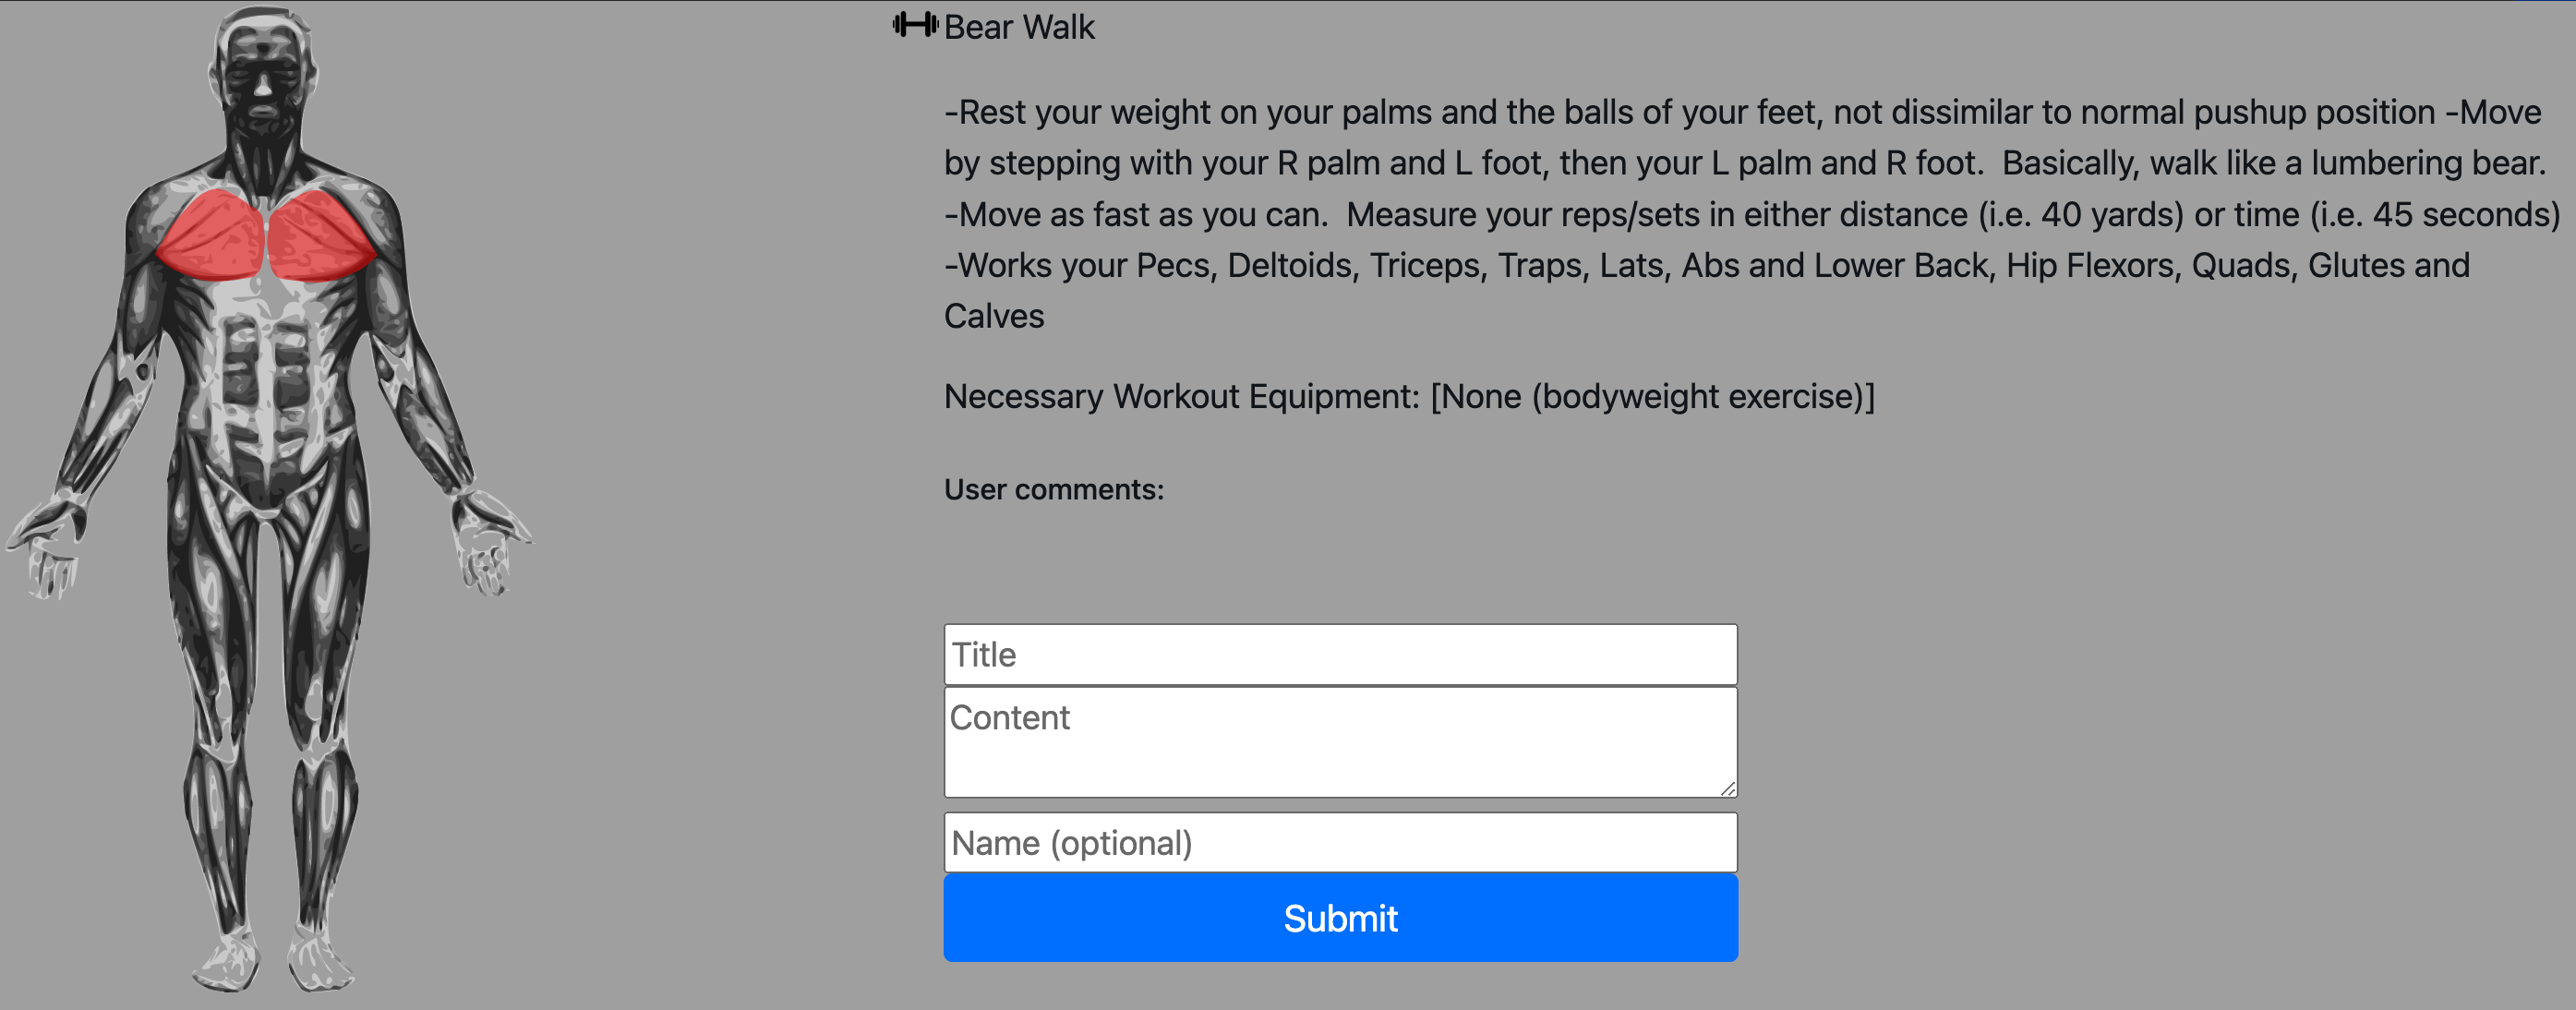 Bear Walk
-Rest your weight on your palms and the balls of your feet, not dissimilar to normal pushup position -Move
by stepping with your R palm and L foot, then your L palm and R foot.  Basically, walk like a lumbering bear.
-Move as fast as you can.  Measure your reps/sets in either distance (i.e. 40 yards) or time (i.e. 45 seconds)
-Works your Pecs, Deltoids, Triceps, Traps, Lats, Abs and Lower Back, Hip Flexors, Quads, Glutes and
Calves
Necessary Workout Equipment: [None (bodyweight exercise)]
User comments:
Title
Content
Name (optional)
Submit